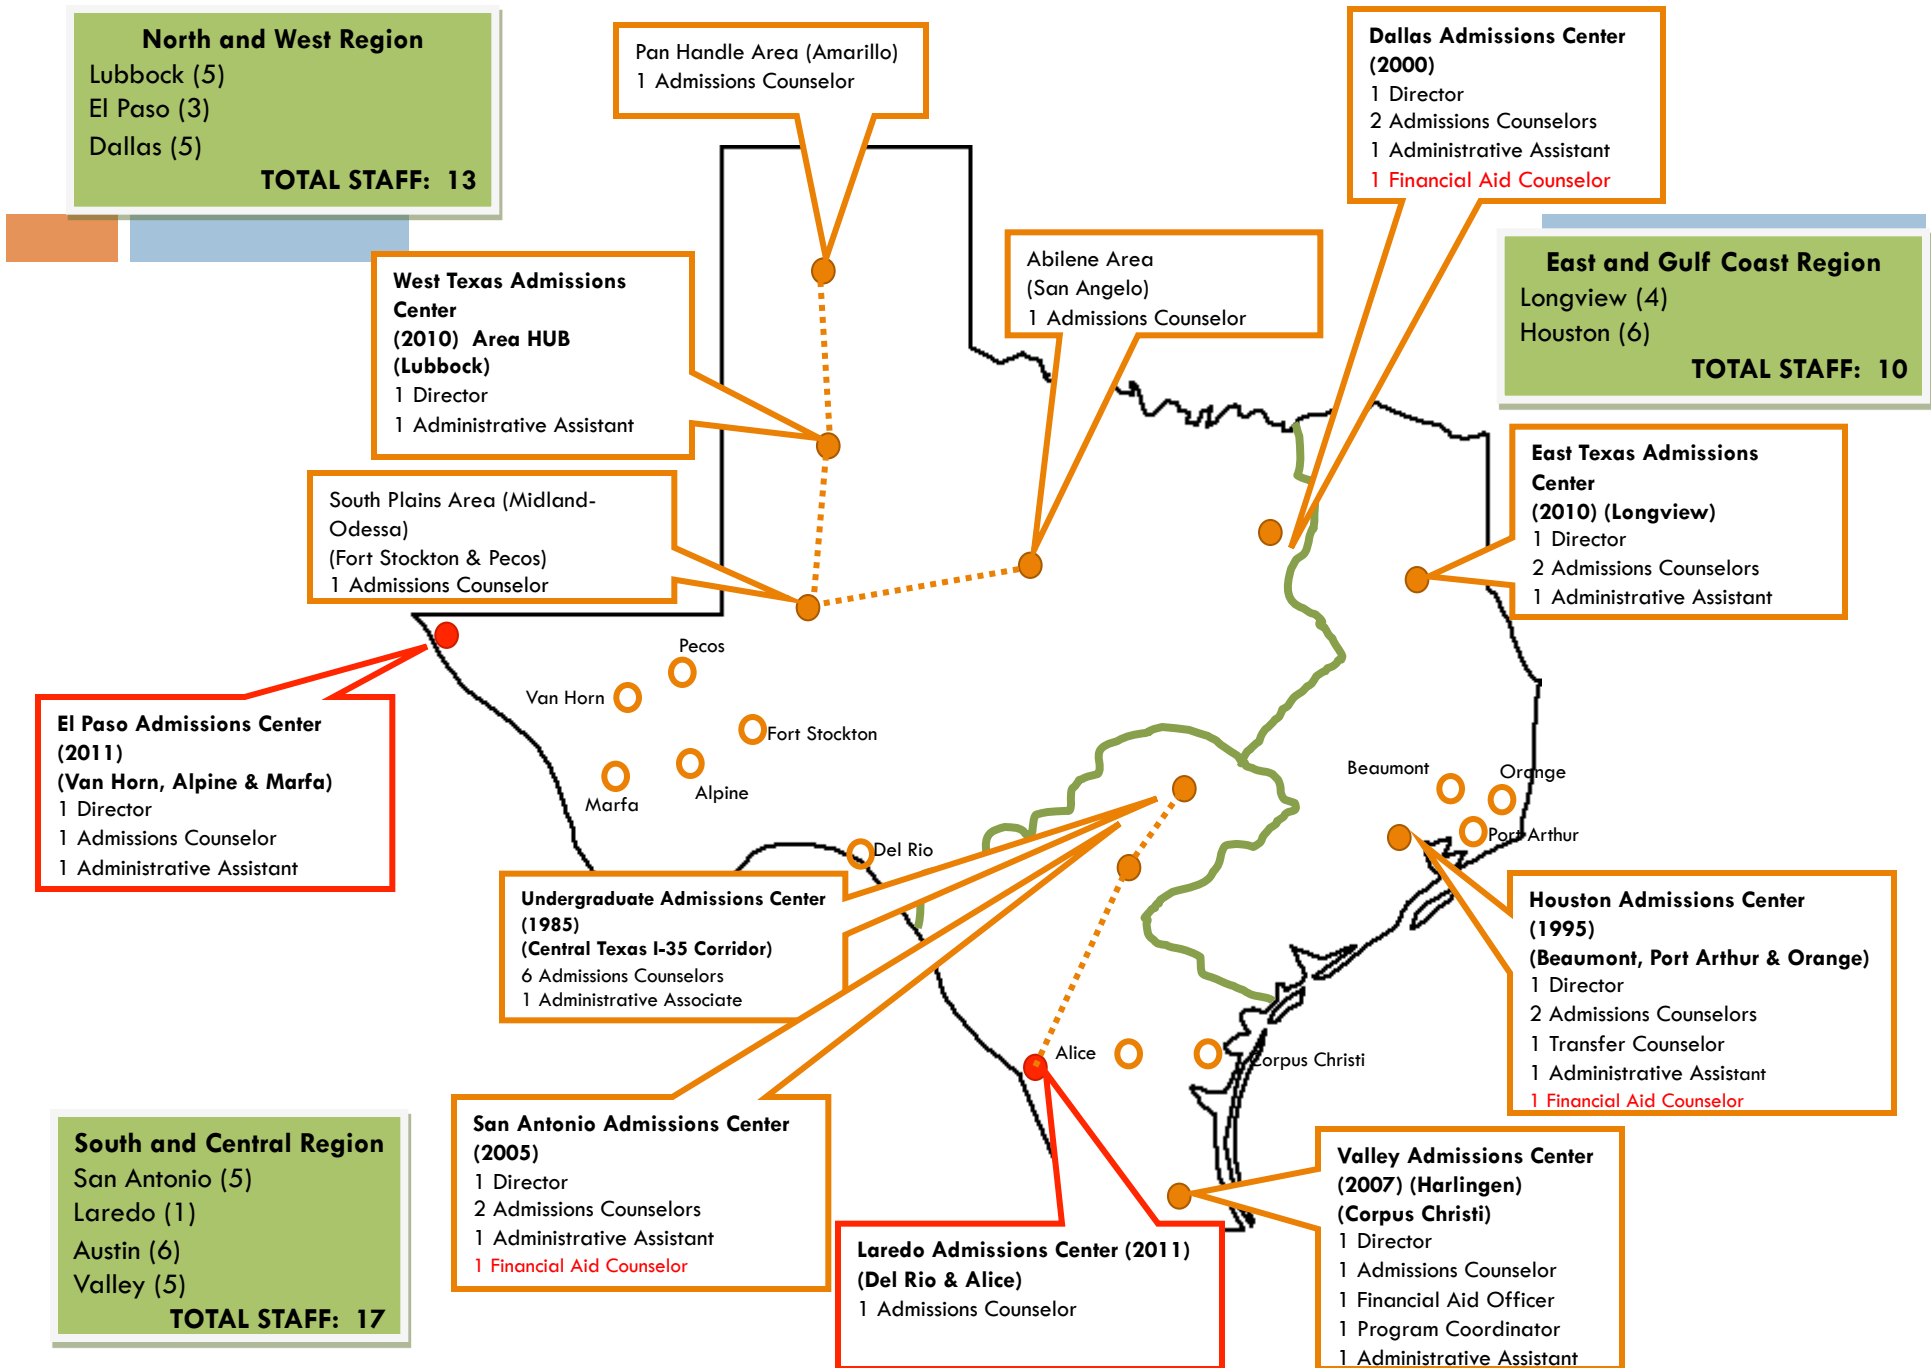 North and West Region
Lubbock (5)
El Paso (3)
Dallas (5)
TOTAL STAFF: 13
Pan Handle Area (Amarillo)
1 Admissions Counselor
Dallas Admissions Center
(2000)
1 Director
2 Admissions Counselors
1 Administrative Assistant
1 Financial Aid Counselor
West Texas Admissions
Center
(2010) Area HUB
(Lubbock)
1 Director
1 Administrative Assistant
Abilene Area
(San Angelo)
1 Admissions Counselor
East and Gulf Coast Region
Longview (4)
Houston (6)
TOTAL STAFF: 10
South Plains Area (Midland-
Odessa)
(Fort Stockton & Pecos)
1 Admissions Counselor
East Texas Admissions
Center
(2010) (Longview)
1 Director
2 Admissions Counselors
1 Administrative Assistant
Pecos
Van Horn
Fort Stockton
Marfa
Alpine
Del Rio
El Paso Admissions Center
(2011)
(Van Horn, Alpine & Marfa)
1 Director
1 Admissions Counselor
1 Administrative Assistant
Beaumont
Orange
Port Arthur
Undergraduate Admissions Center
(1985)
(Central Texas I-35 Corridor)
6 Admissions Counselors
1 Administrative Associate
Houston Admissions Center
(1995)
(Beaumont, Port Arthur & Orange)
1 Director
2 Admissions Counselors
1 Transfer Counselor
1 Administrative Assistant
1 Financial Aid Counselor
Alice
Corpus Christi
South and Central Region
San Antonio (5)
Laredo (1)
Austin (6)
Valley (5)
TOTAL STAFF: 17
San Antonio Admissions Center
(2005)
1 Director
2 Admissions Counselors
1 Administrative Assistant
1 Financial Aid Counselor
Laredo Admissions Center (2011)
(Del Rio & Alice)
1 Admissions Counselor
Valley Admissions Center
(2007) (Harlingen)
(Corpus Christi)
1 Director
1 Admissions Counselor
1 Financial Aid Officer
1 Program Coordinator
1 Administrative Assistant